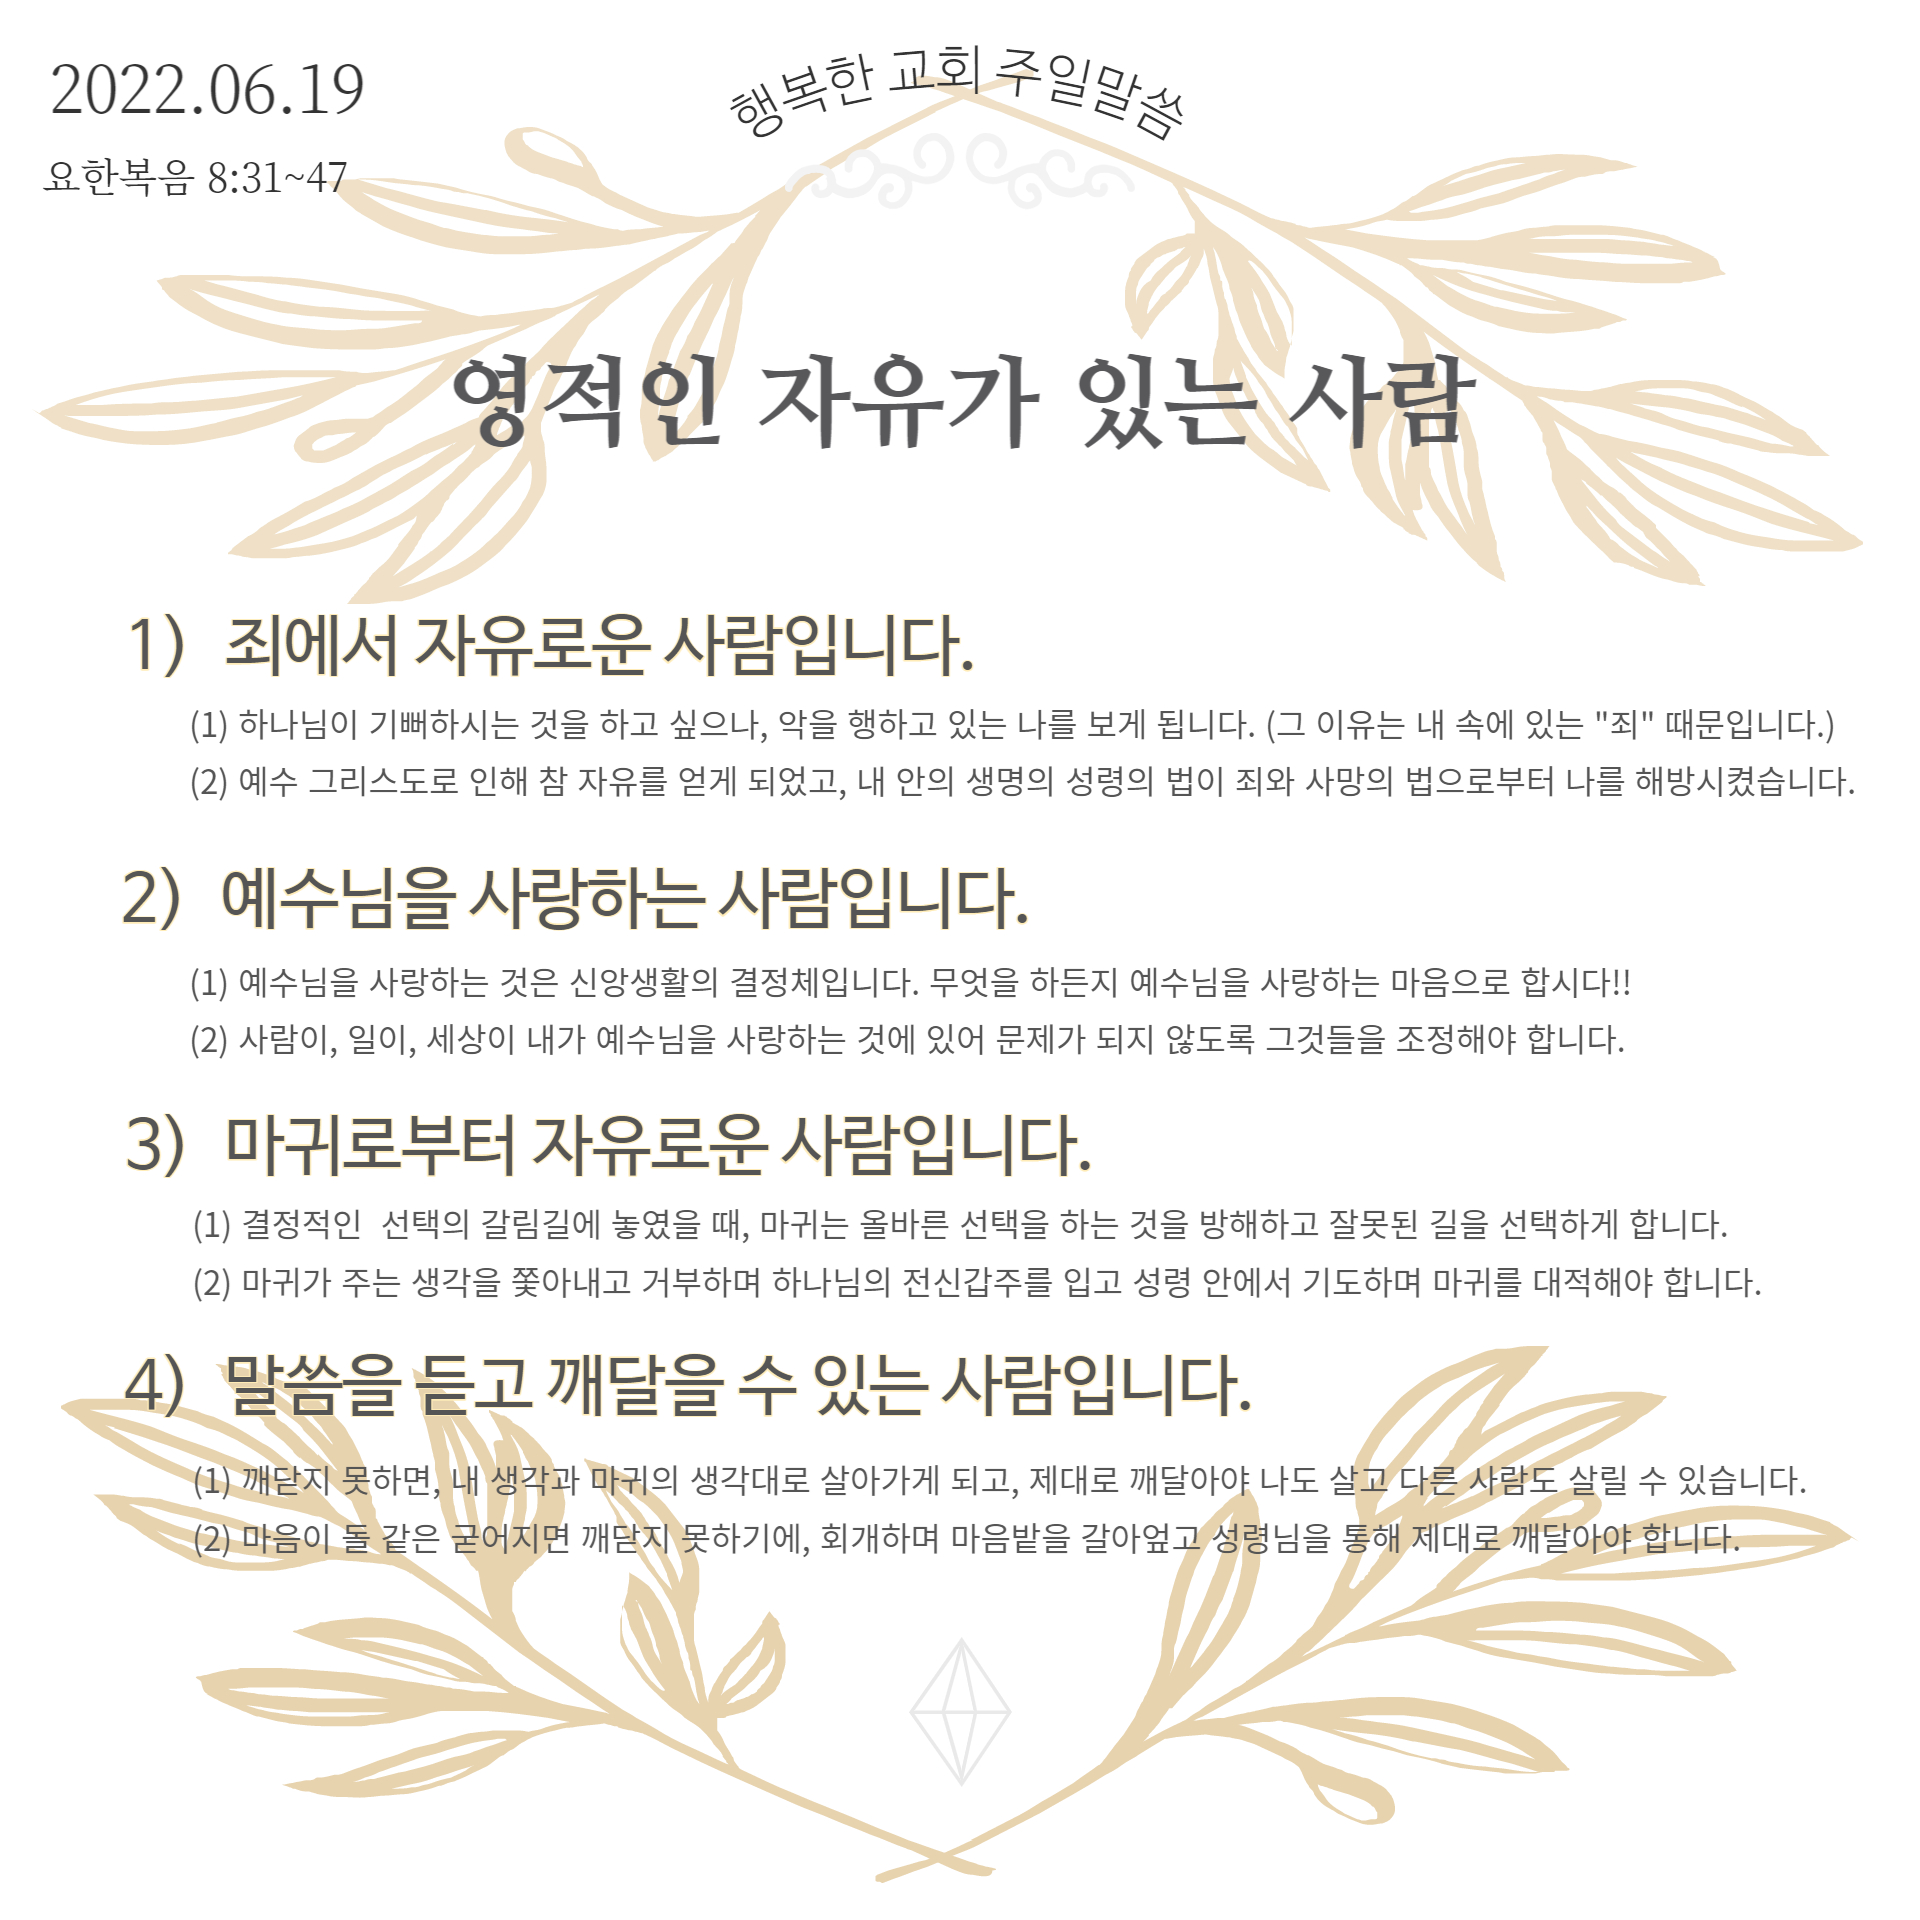 2022.06.19
행복한 교회 주일말씀
요한복음 8:31~47
영적인 자유가 있는 사람
1) 죄에서 자유로운 사람입니다.
(1) 하나님이 기뻐하시는 것을 하고 싶으나, 악을 행하고 있는 나를 보게 됩니다. (그 이유는 내 속에 있는 "죄" 때문입니다.)
(2) 예수 그리스도로 인해 참 자유를 얻게 되었고, 내 안의 생명의 성령의 법이 죄와 사망의 법으로부터 나를 해방시켰습니다.
2) 예수님을 사랑하는 사람입니다.
(1) 예수님을 사랑하는 것은 신앙생활의 결정체입니다. 무엇을 하든지 예수님을 사랑하는 마음으로 합시다!!
(2) 사람이, 일이, 세상이 내가 예수님을 사랑하는 것에 있어 문제가 되지 않도록 그것들을 조정해야 합니다.
3) 마귀로부터 자유로운 사람입니다.
(1) 결정적인 선택의 갈림길에 놓였을 때, 마귀는 올바른 선택을 하는 것을 방해하고 잘못된 길을 선택하게 합니다.
(2) 마귀가 주는 생각을 쫓아내고 거부하며 하나님의 전신갑주를 입고 성령 안에서 기도하며 마귀를 대적해야 합니다.
4) 말씀을 듣고 깨달을 수 있는 사람입니다.
(1) 깨닫지 못하면, 내 생각과 마귀의 생각대로 살아가게 되고, 제대로 깨달아야 나도 살고 다른 사람도 살릴 수 있습니다.
(2) 마음이 돌 같은 굳어지면 깨닫지 못하기에, 회개하며 마음밭을 갈아엎고 성령님을 통해 제대로 깨달아야 합니다.